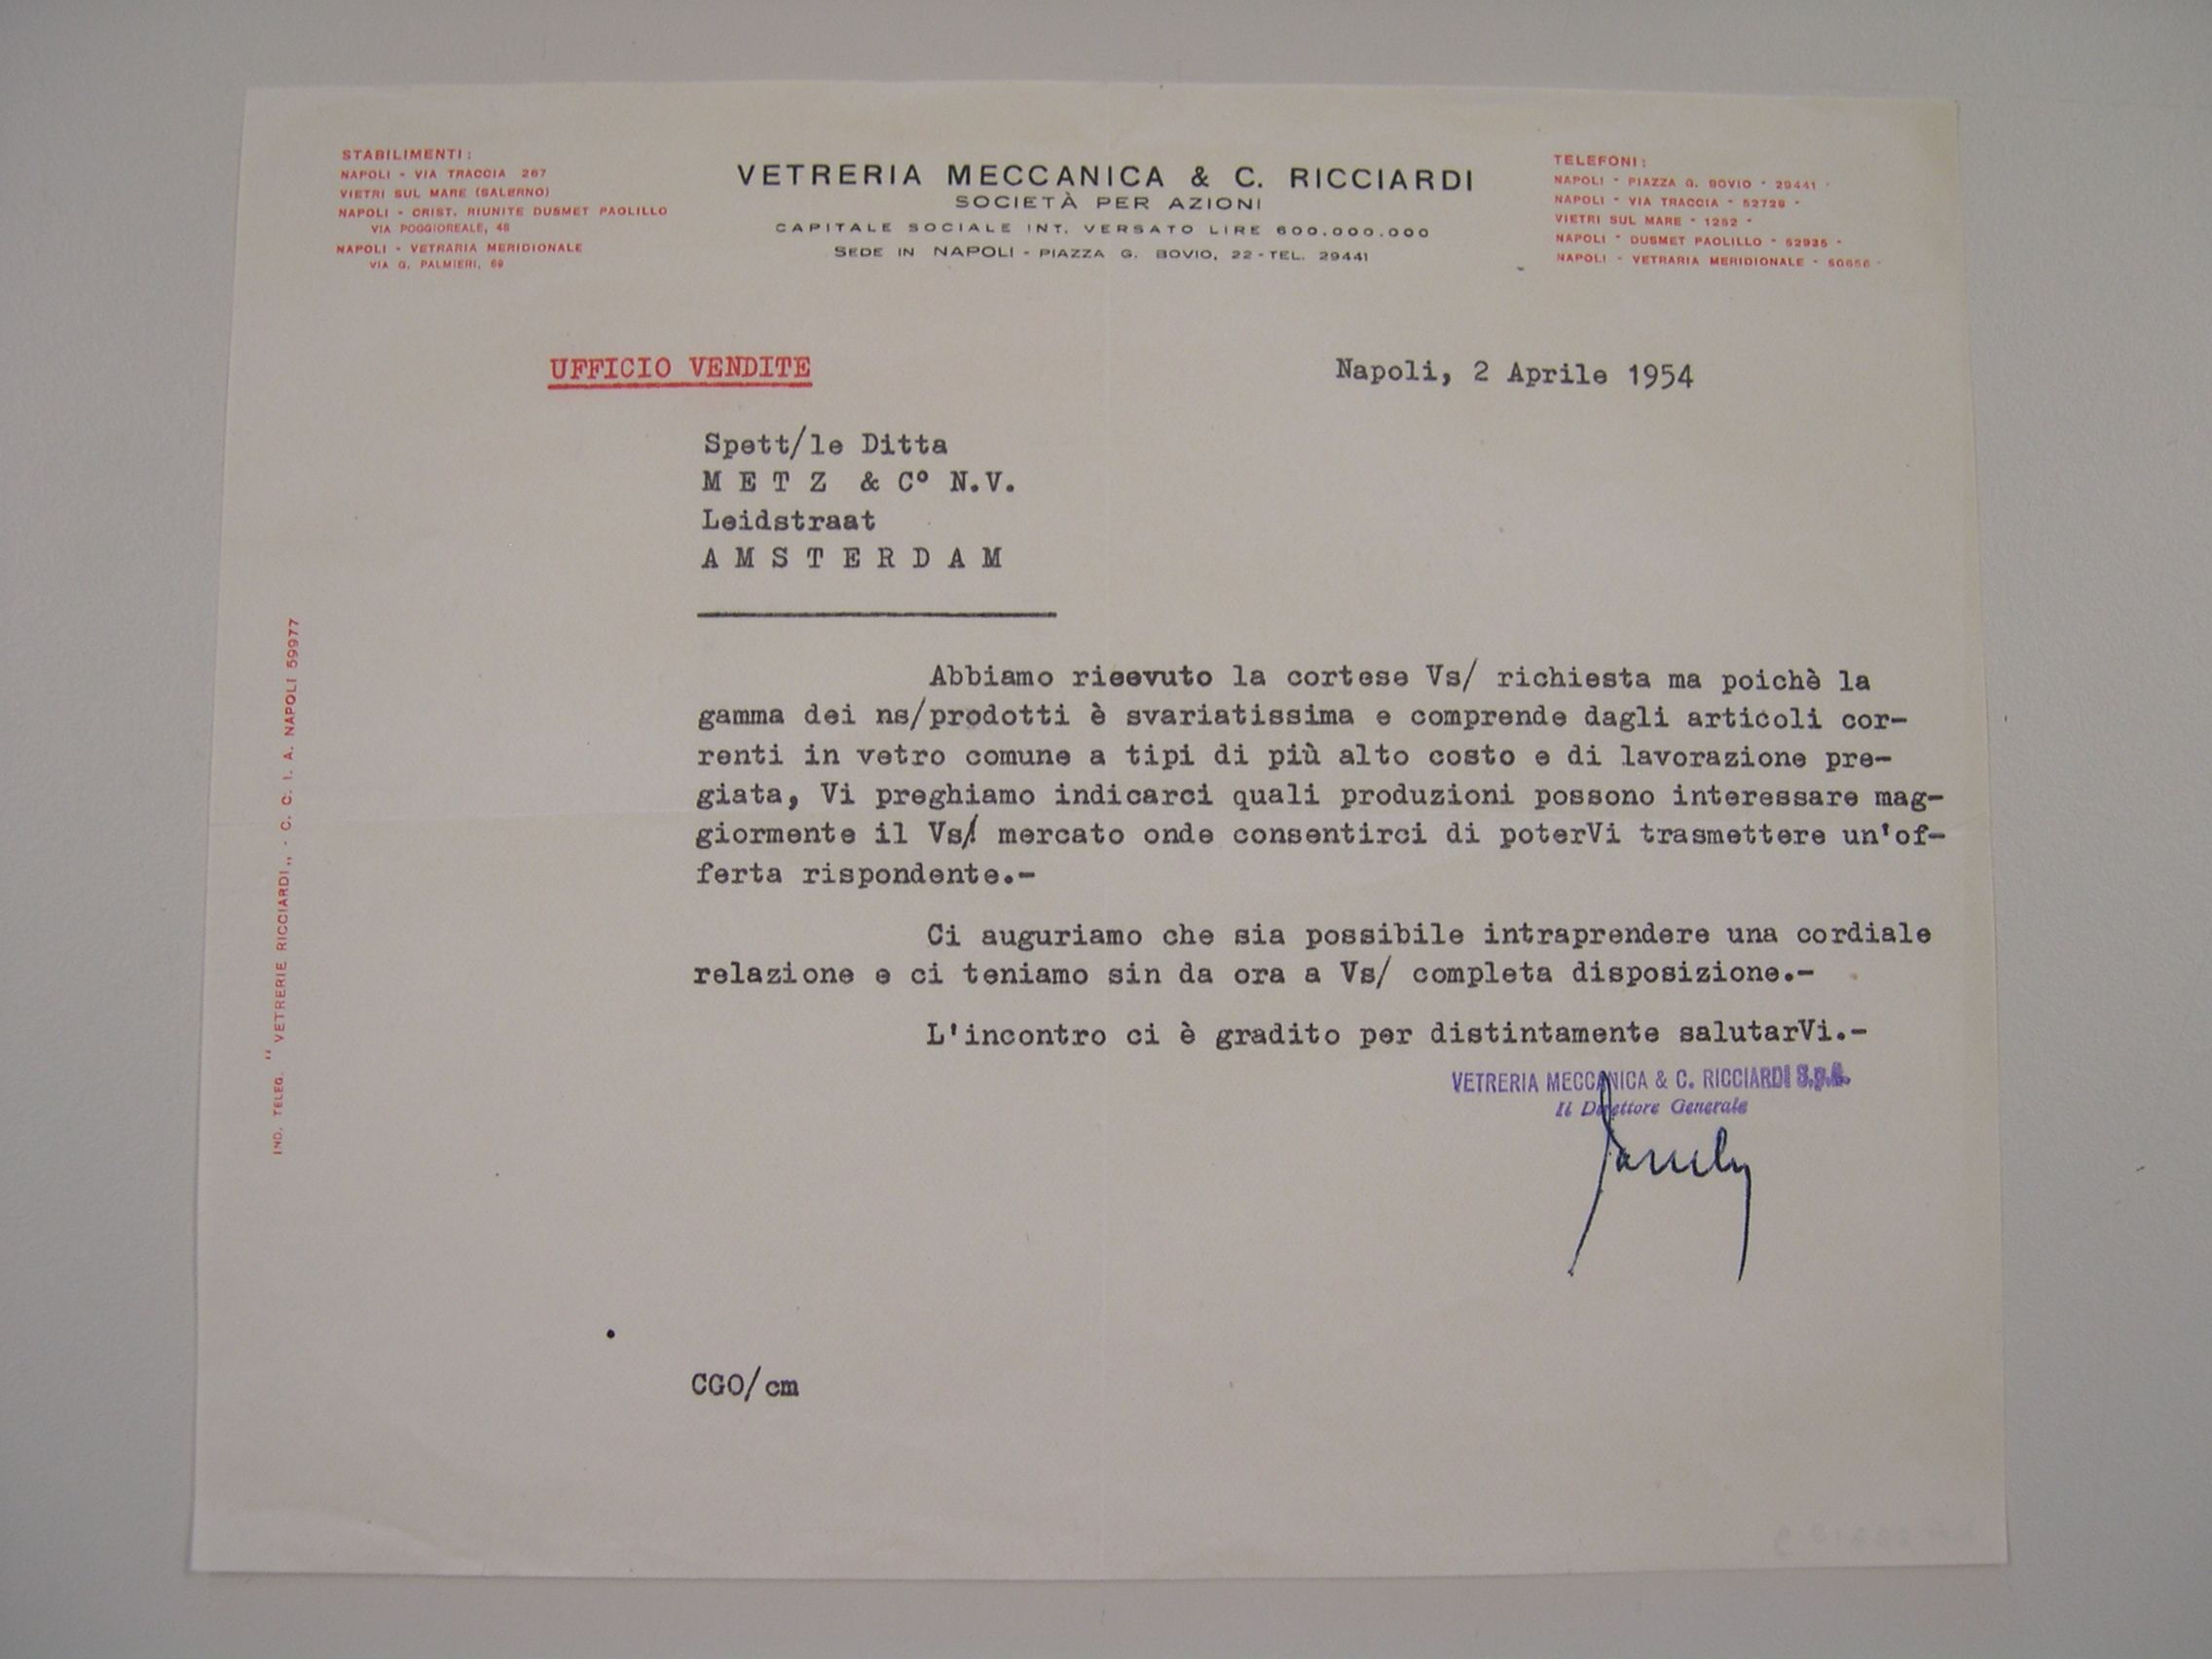 STABILIMENTI:
NAPOLI - VIA TRACCIA 267
VIETRI SUL MARE (SALERNO)
NAPOLI - CRIST. RIUNITE DUSMET PAOLILLO
VIA POGGIOREALE, 48
NAPOLI - VETRARIA MERIDIONALE
VIA G. PALMIERI, 69
VETRERIA MECCANICA & C. RICCIARDI
SOCIETÀ PER AZIONI
CAPITALE SOCIALE INT. VERSATO LIRE 600.000.000
SEDE IN NAPOLI - PIAZZA G. BOVIO, 22 - TEL. 29441
TELEFONI:
NAPOLI - PIAZZA G. BOVIO - 29441 -
NAPOLI - VIA TRACCIA - 52728 -
VIETRI SUL MARE - 1252 -
NAPOLI - DUSMET PAOLILLO - 52935 -
NAPOLI - VETRARIA MERIDIONALE - 50656 -
UFFICIO VENDITE
Napoli, 2 Aprile 1954
Spett/le Ditta
M E T Z & C° N.V.
Leidstraat
A M S T E R D A M
Abbiamo ricevuto la cortese Vs/ richiesta ma poichè la
gamma dei ns/prodotti è svariatissima e comprende dagli articoli cor-
renti in vetro comune a tipi di più alto costo e di lavorazione pre-
giata, Vi preghiamo indicarci quali produzioni possono interessare mag-
giormente il Vs/ mercato onde consentirci di poterVi trasmettere un'of-
ferta rispondente.-
Ci auguriamo che sia possibile intraprendere una cordiale
relazione e ci teniamo sin da ora a Vs/ completa disposizione.-
L'incontro ci è gradito per distintamente salutarVi.-
VETRERIA MECCANICA & C. RICCIARDI S.p.A.
Il Direttore Generale
CGO/cm
IND. TELEG. "VETRERIE RICCIARDI„ - C. C. I. A. NAPOLI 59977